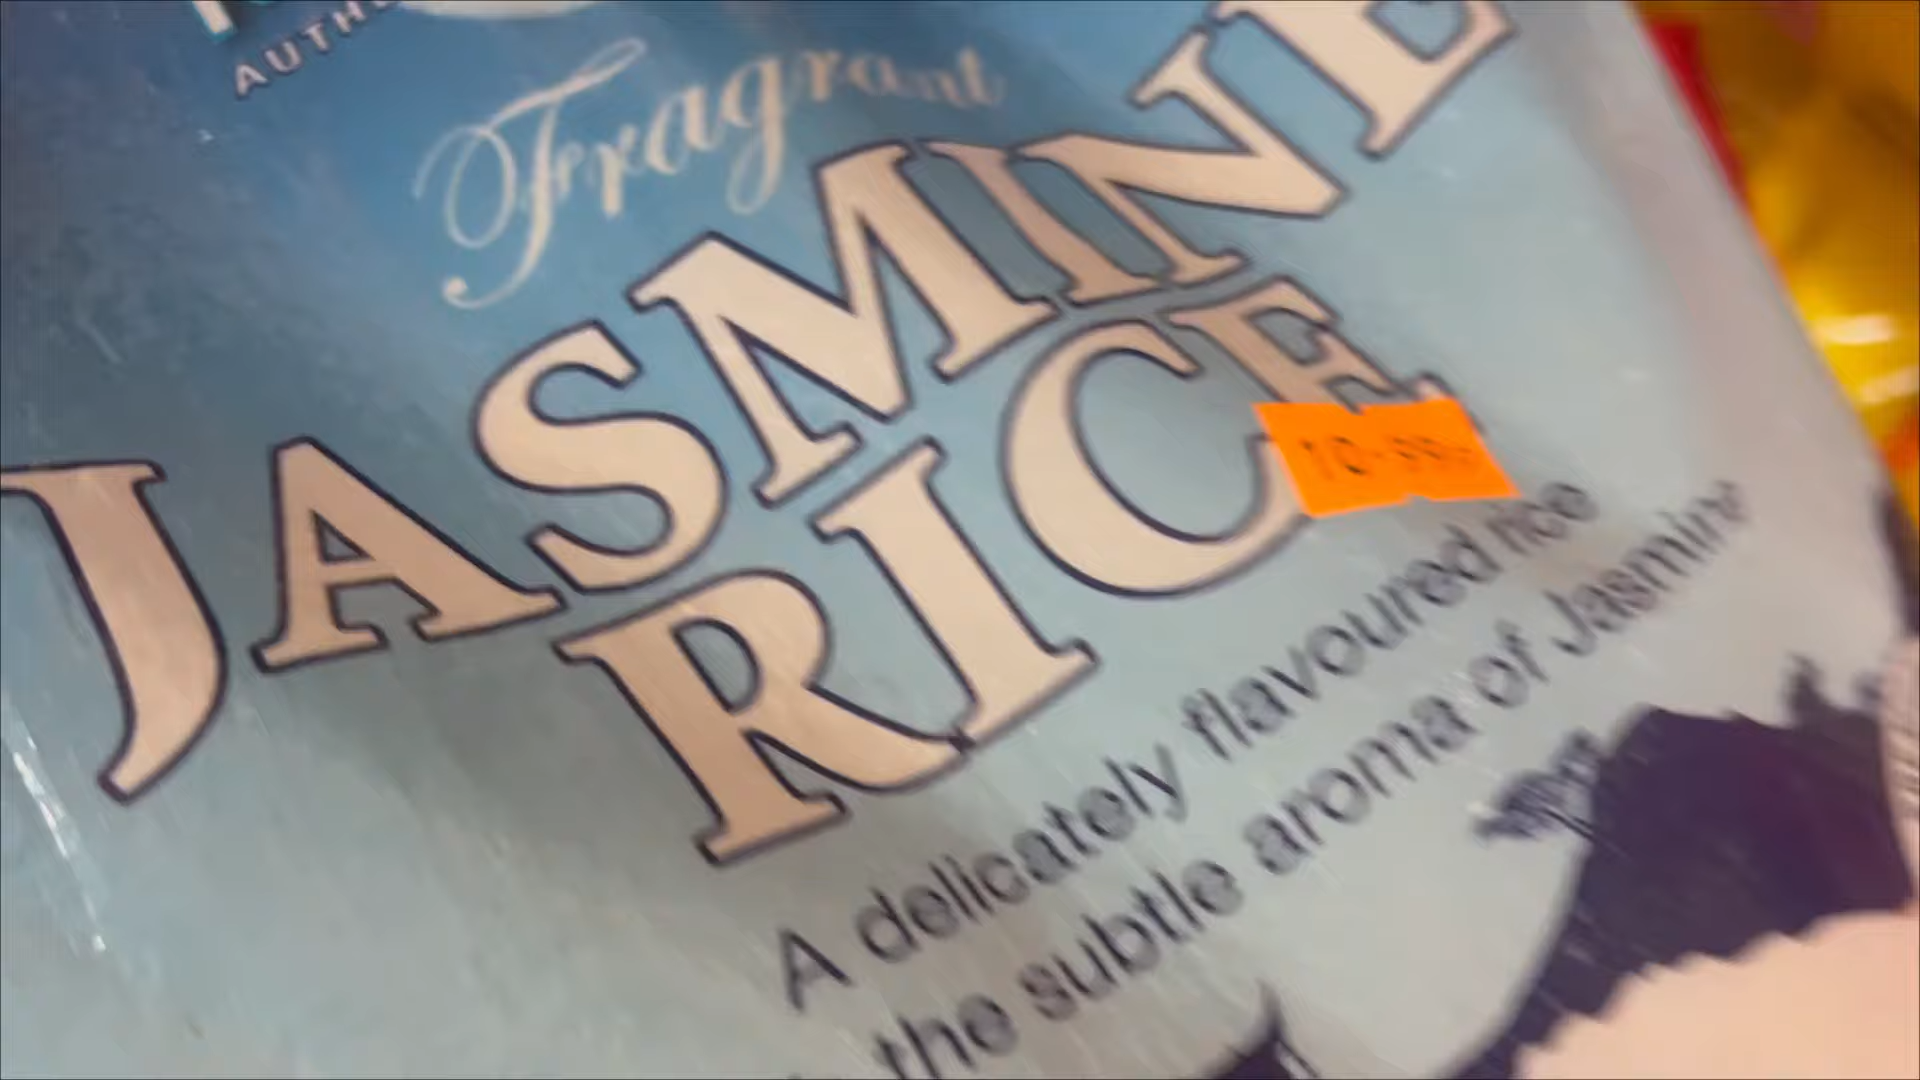 Fragrant
JASMINE
RICE
A delicately flavoured rice
the subtle aroma of Jasmine